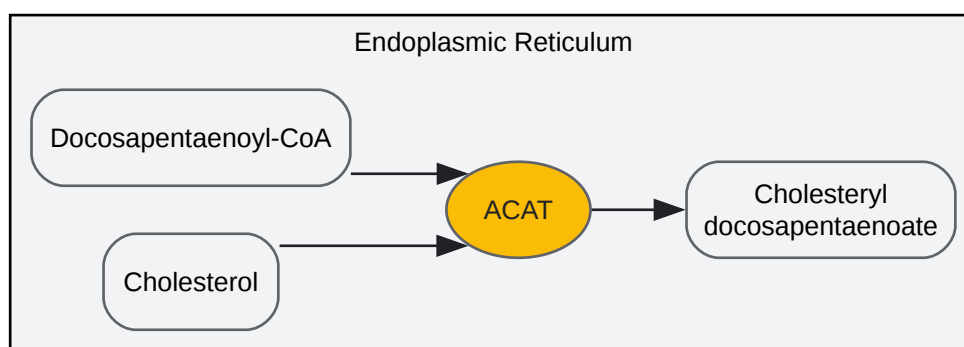 Endoplasmic Reticulum
Docosapentaenoyl-CoA
ACAT
Cholesteryl
docosapentaenoate
Cholesterol